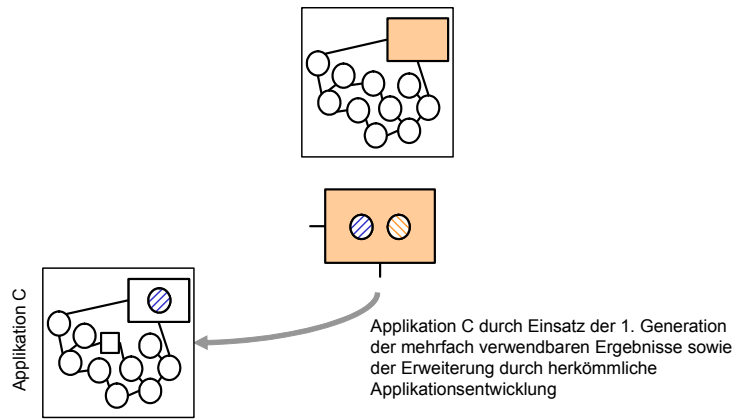 Applikation C
Applikation C durch Einsatz der 1. Generation
der mehrfach verwendbaren Ergebnisse sowie
der Erweiterung durch herkömmliche
Applikationsentwicklung